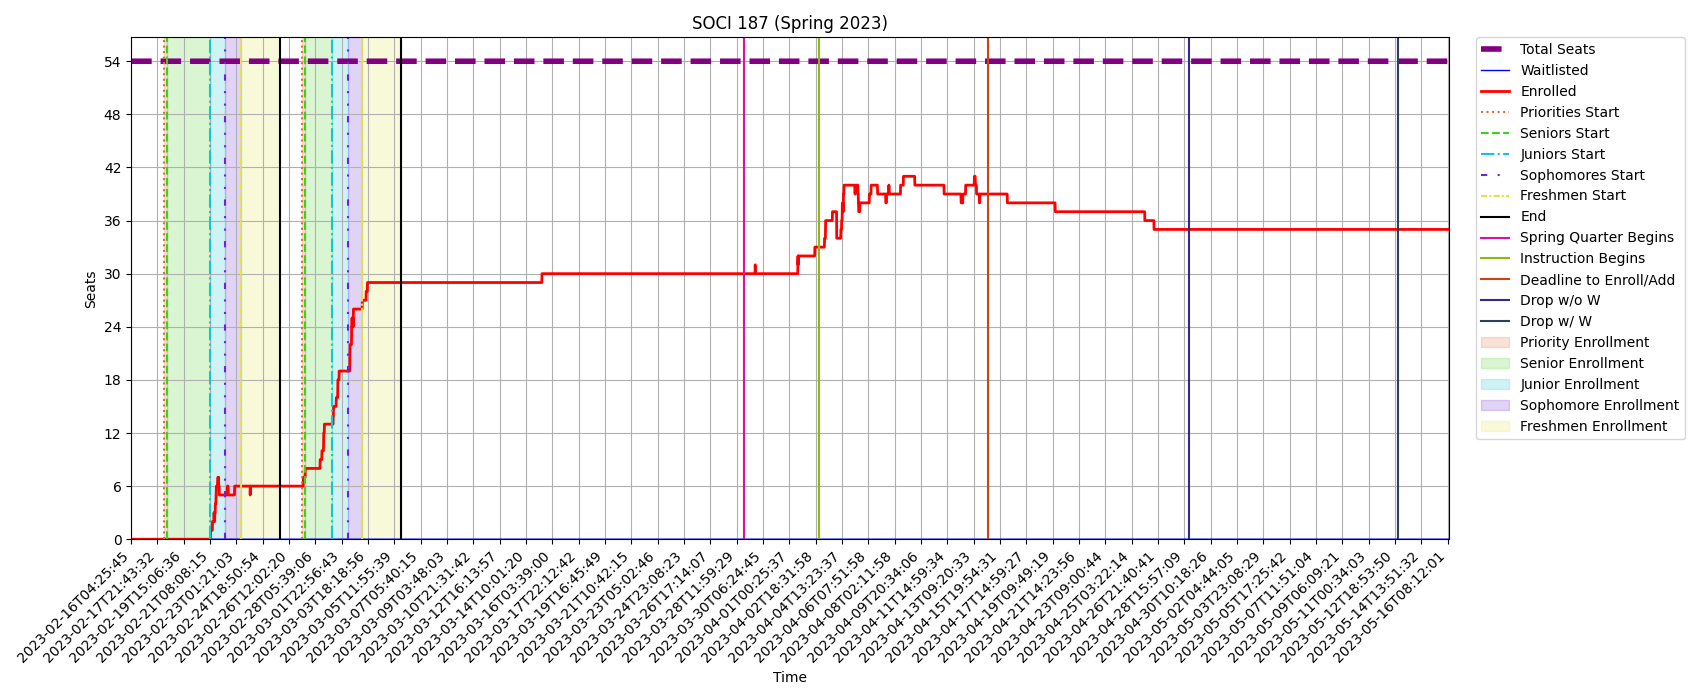 SOCI 187 (Spring 2023)
Seats
54
48
42
36
30
24
18
12
6
0
2023-02-16T04:25:45
2023-02-17T21:43:32
2023-02-19T15:06:36
2023-02-21T08:08:15
2023-02-23T01:21:03
2023-02-24T18:50:54
2023-02-26T12:02:20
2023-02-28T05:39:06
2023-03-01T22:56:43
2023-03-03T18:18:56
2023-03-05T11:55:39
2023-03-07T05:40:15
2023-03-09T03:48:03
2023-03-10T21:31:42
2023-03-12T16:13:57
2023-03-14T10:01:20
2023-03-16T03:39:00
2023-03-17T22:12:42
2023-03-19T16:45:49
2023-03-21T10:42:15
2023-03-23T05:02:46
2023-03-24T23:08:23
2023-03-26T17:14:07
2023-03-28T11:59:29
2023-03-30T06:24:45
2023-04-01T00:25:37
2023-04-02T18:31:58
2023-04-04T13:23:37
2023-04-06T07:51:58
2023-04-08T02:11:58
2023-04-09T20:34:06
2023-04-11T14:59:34
2023-04-13T09:20:33
2023-04-15T19:54:31
2023-04-17T14:59:27
2023-04-19T09:49:19
2023-04-21T14:23:56
2023-04-23T09:00:44
2023-04-25T03:22:14
2023-04-26T21:40:41
2023-04-28T15:57:09
2023-04-30T10:18:26
2023-05-02T04:44:05
2023-05-03T23:08:29
2023-05-05T17:25:42
2023-05-07T11:51:04
2023-05-09T06:09:21
2023-05-11T00:34:03
2023-05-12T18:53:50
2023-05-14T13:51:32
2023-05-16T08:12:01
Time
Total Seats
Waitlisted
Enrolled
Priorities Start
Seniors Start
Juniors Start
Sophomores Start
Freshmen Start
End
Spring Quarter Begins
Instruction Begins
Deadline to Enroll/Add
Drop w/o W
Drop w/ W
Priority Enrollment
Senior Enrollment
Junior Enrollment
Sophomore Enrollment
Freshmen Enrollment